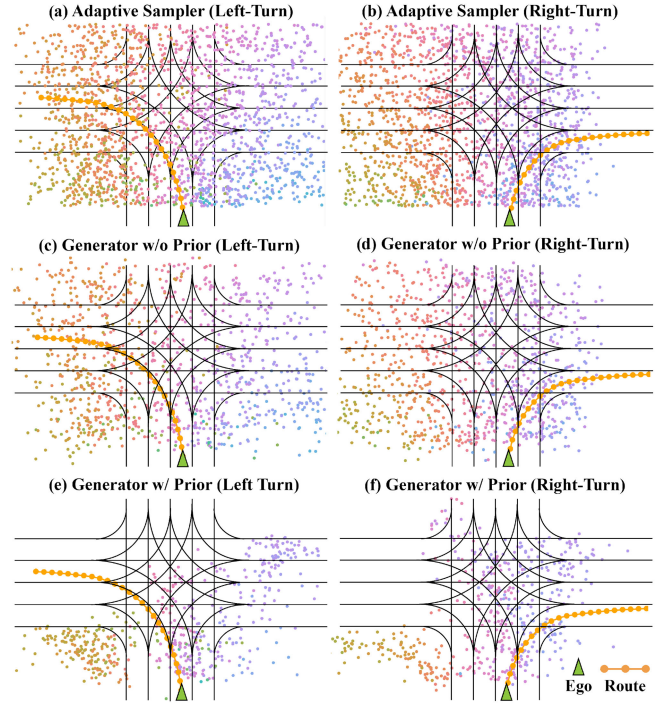 (a) Adaptive Sampler (Left-Turn)
(b) Adaptive Sampler (Right-Turn)
(c) Generator w/o Prior (Left-Turn)
(d) Generator w/o Prior (Right-Turn)
(e) Generator w/ Prior (Left Turn)
(f) Generator w/ Prior (Right-Turn)
Ego
Route